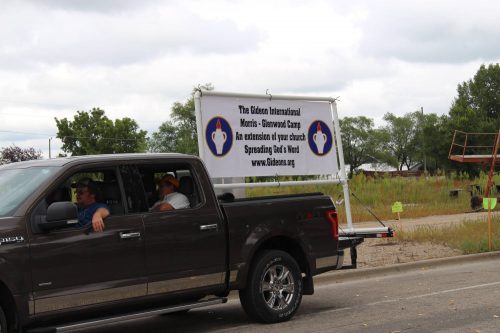 The Gideon International
Morris - Glenwood Camp
An extension of your church
Spreading God's Word
www.Gideons.org